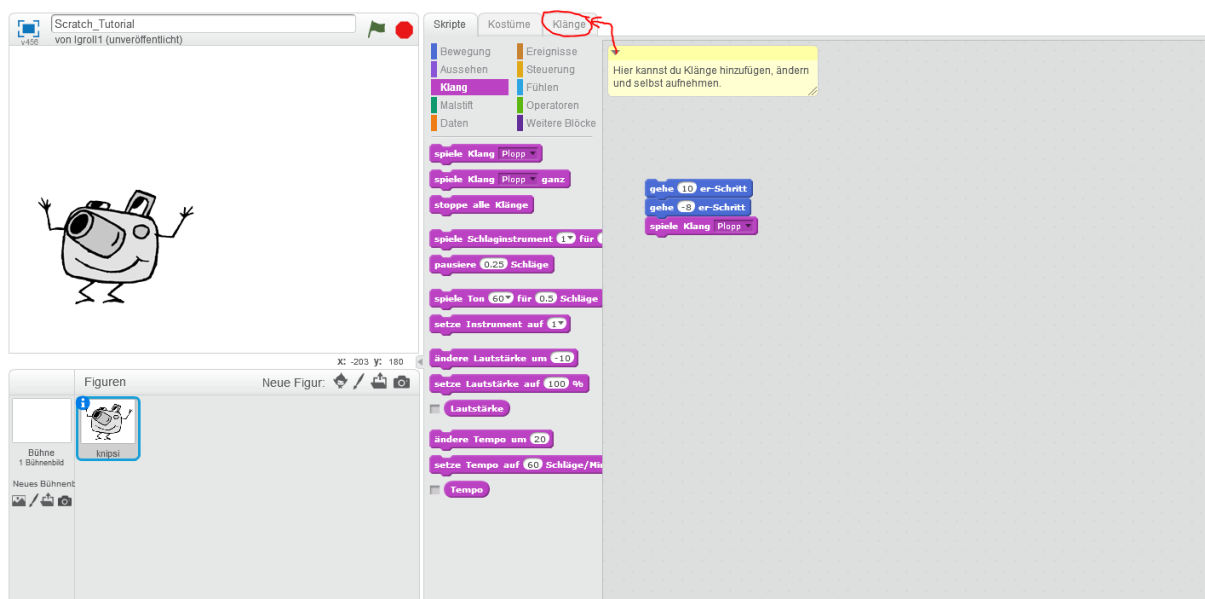 Scratch_Tutorial
von Igroll1 (unveröffentlicht)
v456
X: -203 y: 180
Figuren
Neue Figur:
Bühne
1 Bühnenbild
Neues Bühnenb
knipsi
Skripte
Kostüme
Klänge
Bewegung
Aussehen
Klang
Malstift
Daten
Ereignisse
Steuerung
Fühlen
Operatoren
Weitere Blöcke
spiele Klang Plopp
spiele Klang Plopp ganz
stoppe alle Klänge
spiele Schlaginstrument 1 für
pausiere 0.25 Schläge
spiele Ton 60 für 0.5 Schläge
setze Instrument auf 1
ändere Lautstärke um -10
setze Lautstärke auf 100 %
Lautstärke
ändere Tempo um 20
setze Tempo auf 60 Schläge/Mi
Tempo
Hier kannst du Klänge hinzufügen, ändern
und selbst aufnehmen.
gehe 10 er-Schritt
gehe -8 er-Schritt
spiele Klang Plopp